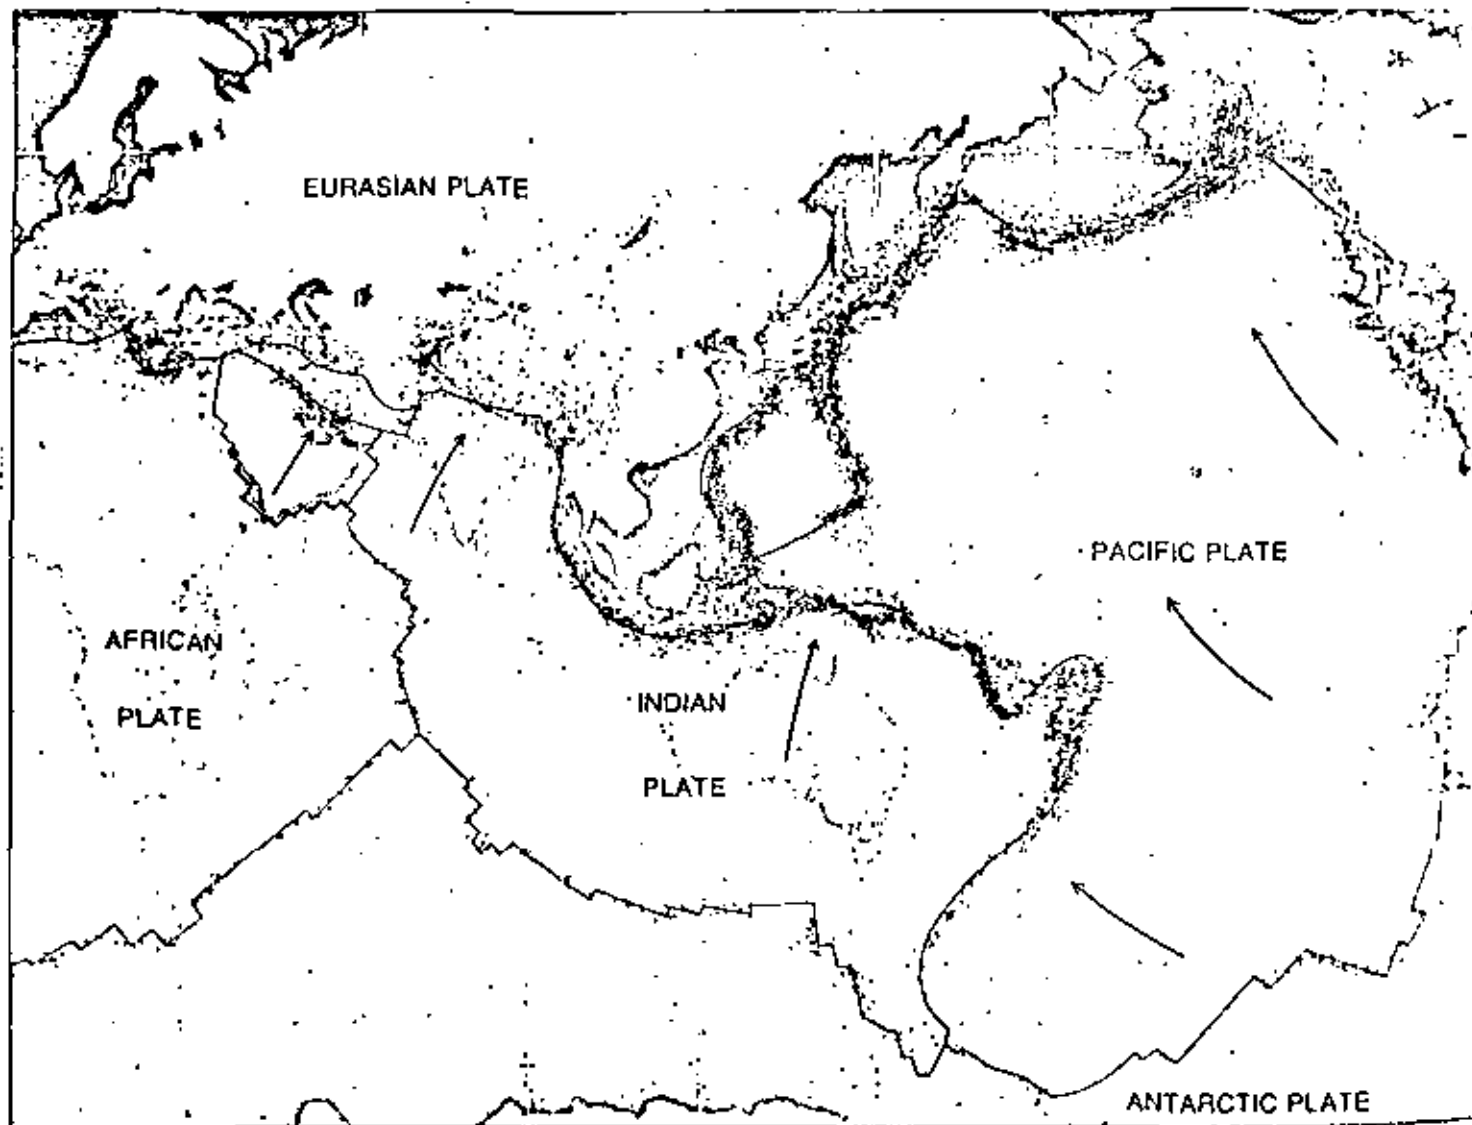 EURASIAN PLATE
PACIFIC PLATE
AFRICAN
PLATE
INDIAN
PLATE
ANTARCTIC PLATE